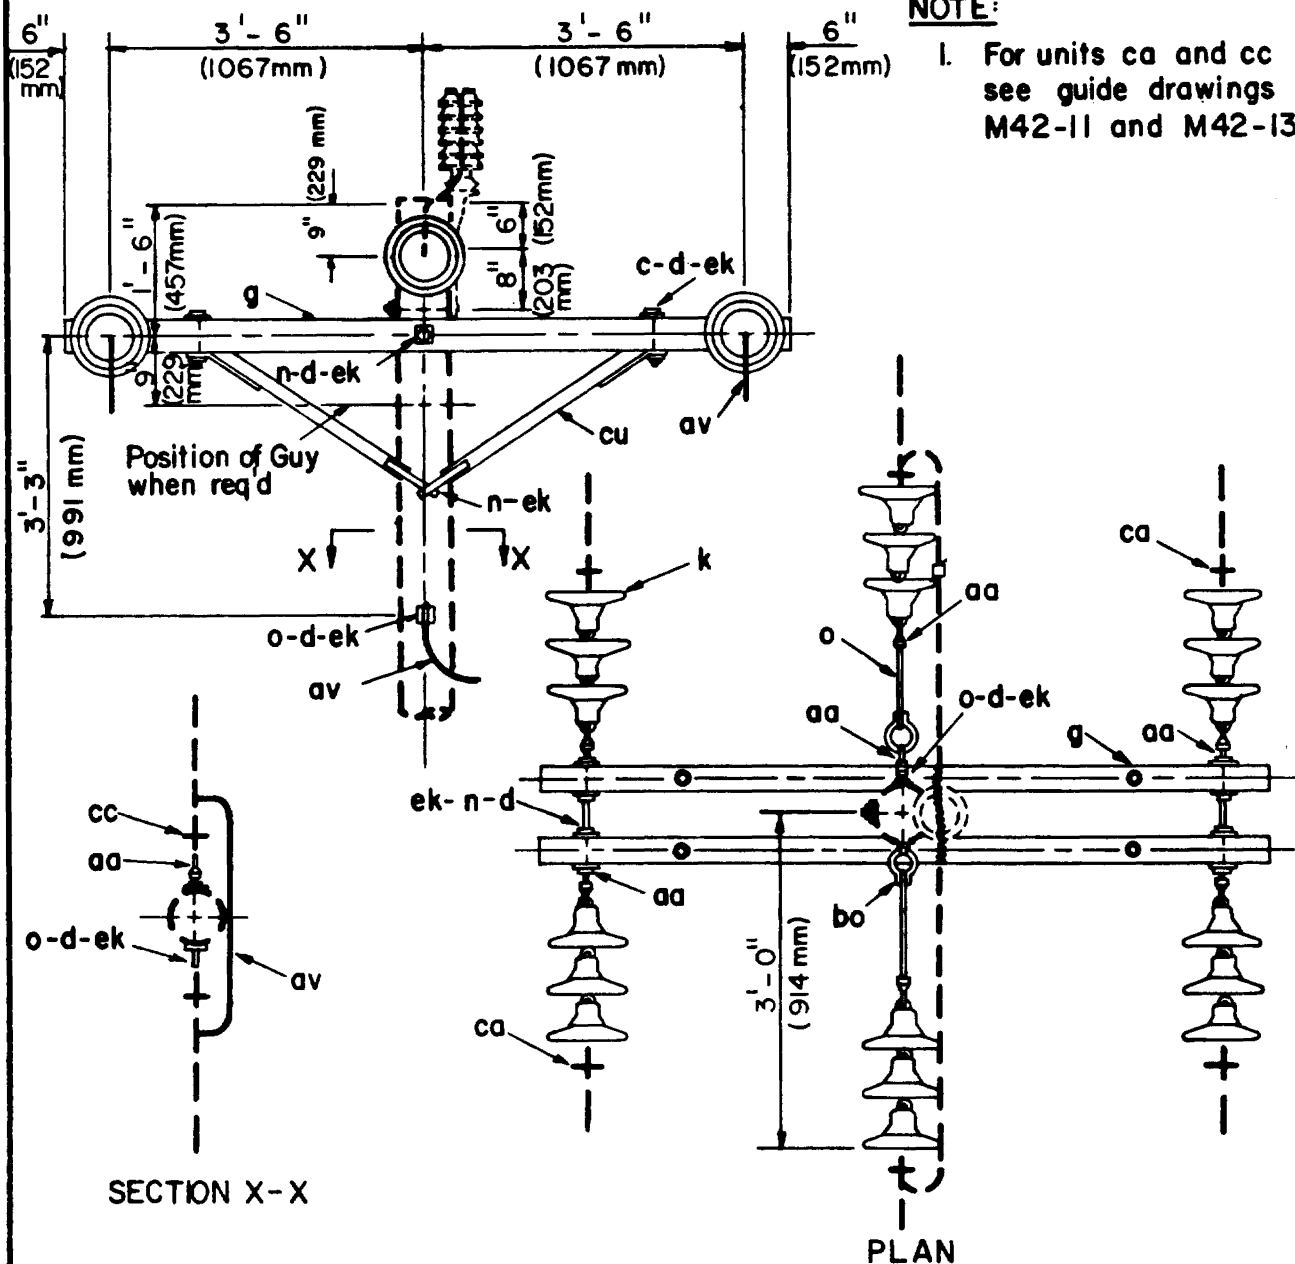 6" 3'-6" 3'-6" 6"
(152 mm) (1067mm) (1067mm) (152mm)
NOTE:
1. For units ca and cc
see guide drawings
M42-11 and M42-13
9" (229 mm)
1'-6"
(457mm)
6"
(152mm)
8"
(203 mm)
c-d-ek
g
n-d-ek
9"
(229 mm)
av
cu
Position of Guy
when req'd
3'-3"
(991 mm)
n-ek
X X
k
ca
aa
o-d-ek
o
av
aa
o-d-ek
g
aa
ek-n-d
cc
aa
aa
bo
o-d-ek
av
3'-0"
(914 mm)
ca
SECTION X-X
PLAN